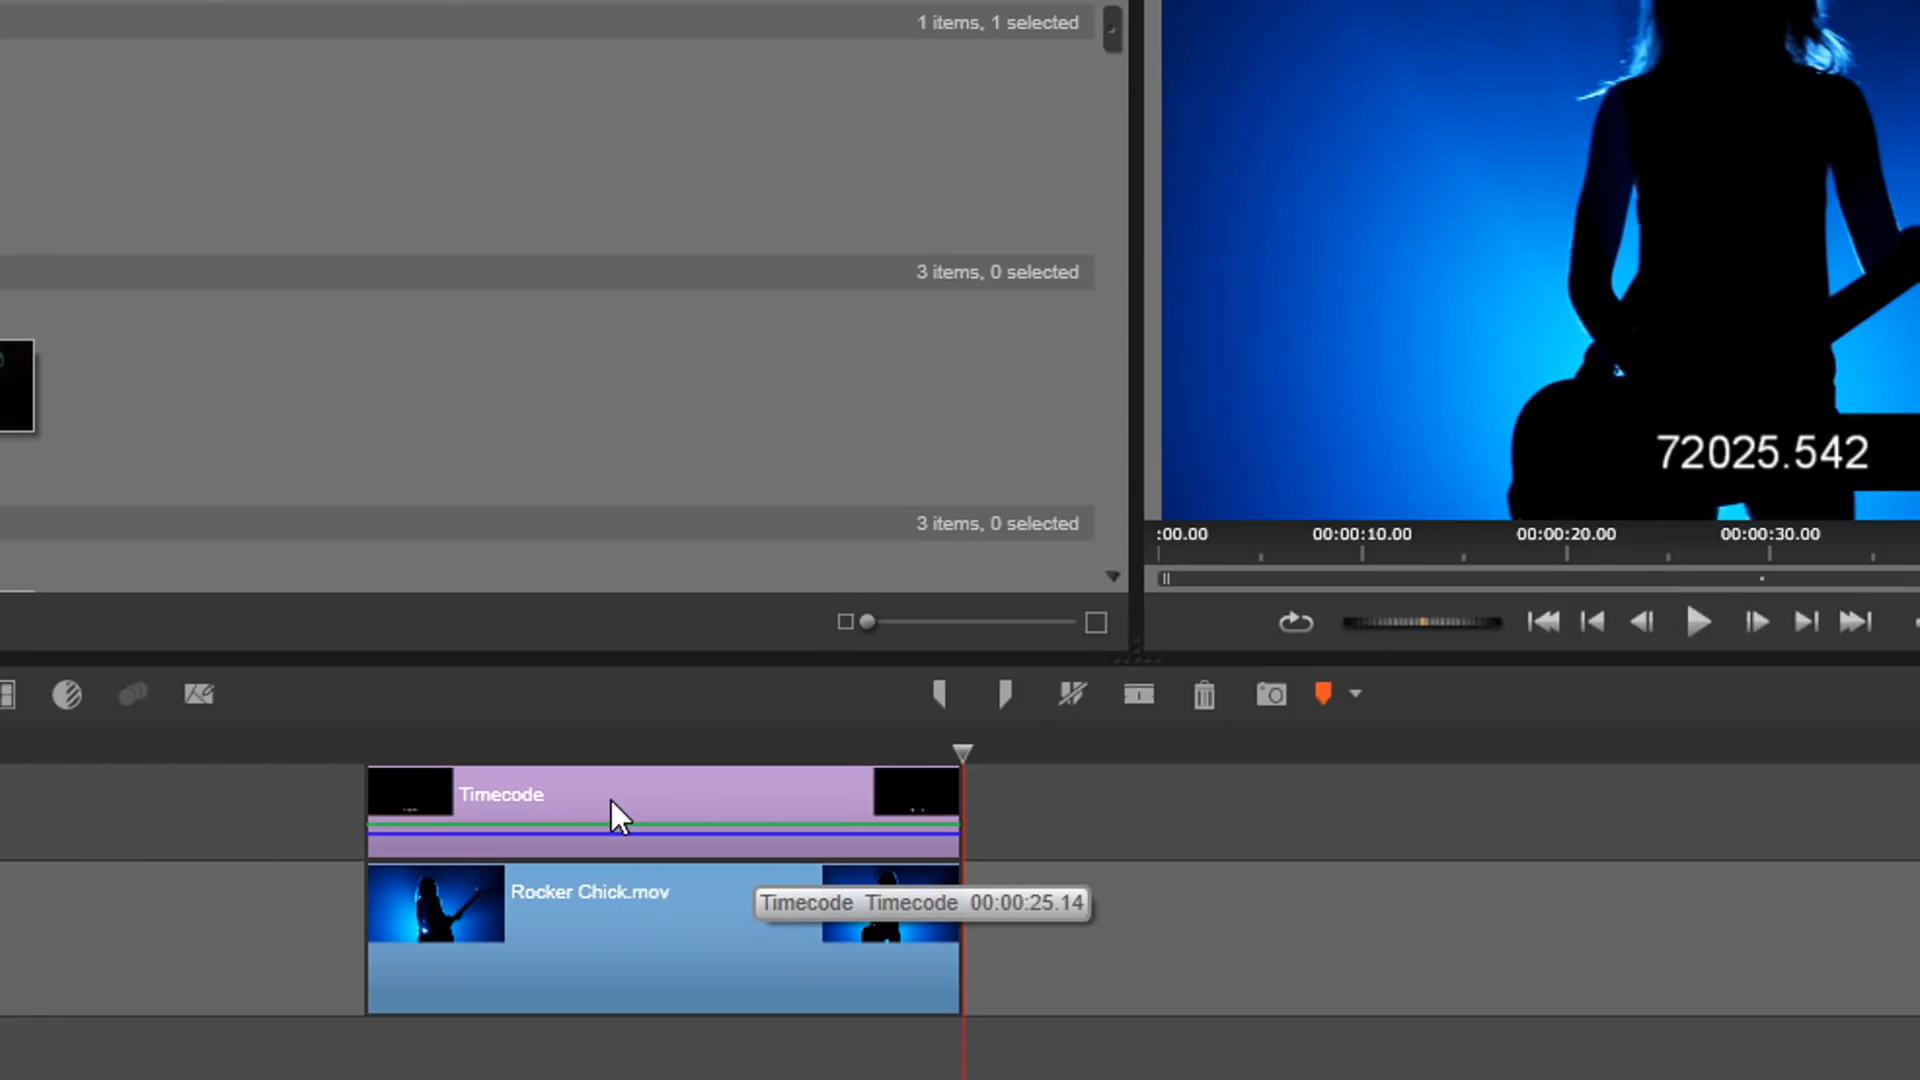 1 items, 1 selected
3 items, 0 selected
3 items, 0 selected
72025.542
:00.00
00:00:10.00
00:00:20.00
00:00:30.00
Timecode
Rocker Chick.mov
Timecode Timecode 00:00:25.14